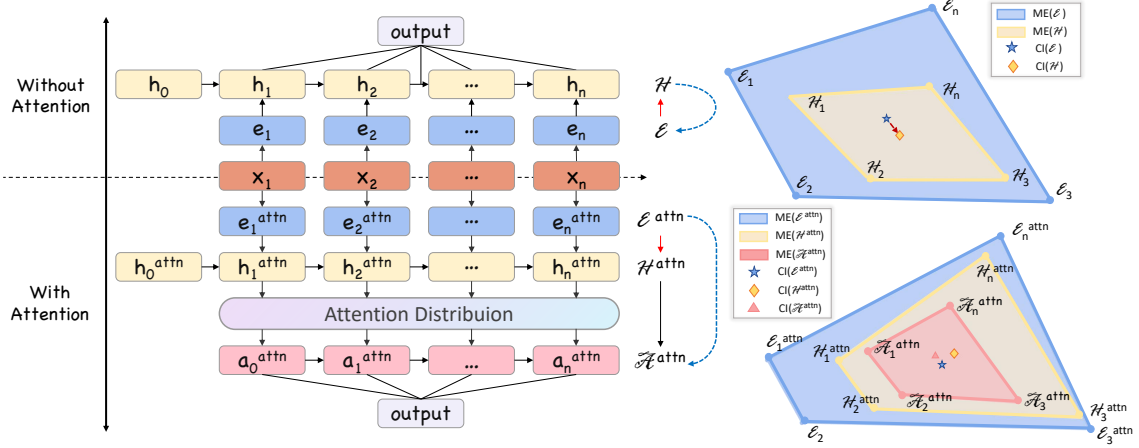 output
Without
Attention
h₀ h₁ h₂ ... hₙ
e₁ e₂ ... eₙ
x₁ x₂ ... xₙ
e₁ᵃᵗᵗⁿ e₂ᵃᵗᵗⁿ ... eₙᵃᵗᵗⁿ
h₀ᵃᵗᵗⁿ h₁ᵃᵗᵗⁿ h₂ᵃᵗᵗⁿ ... hₙᵃᵗᵗⁿ
With
Attention
Attention Distribuion
a₀ᵃᵗᵗⁿ a₁ᵃᵗᵗⁿ ... aₙᵃᵗᵗⁿ
output
ℋ
ℰ
ℰᵃᵗᵗⁿ
ℋᵃᵗᵗⁿ
𝒜ᵃᵗᵗⁿ
ℰₙ
ℰ₁
ℋ₁
ℋₙ
ℋ₂
ℋ₃
ℰ₂
ℰ₃
ME(ℰ)
ME(ℋ)
CI(ℰ)
CI(ℋ)
ME(ℰᵃᵗᵗⁿ)
ME(ℋᵃᵗᵗⁿ)
ME(𝒜ᵃᵗᵗⁿ)
CI(ℰᵃᵗᵗⁿ)
CI(ℋᵃᵗᵗⁿ)
CI(𝒜ᵃᵗᵗⁿ)
ℰₙᵃᵗᵗⁿ
ℋₙᵃᵗᵗⁿ
𝒜ₙᵃᵗᵗⁿ
ℰ₁ᵃᵗᵗⁿ
ℋ₁ᵃᵗᵗⁿ
𝒜₁ᵃᵗᵗⁿ
ℋ₂ᵃᵗᵗⁿ
𝒜₂ᵃᵗᵗⁿ
𝒜₃ᵃᵗᵗⁿ
ℋ₃ᵃᵗᵗⁿ
ℰ₂
ℰ₃ᵃᵗᵗⁿ